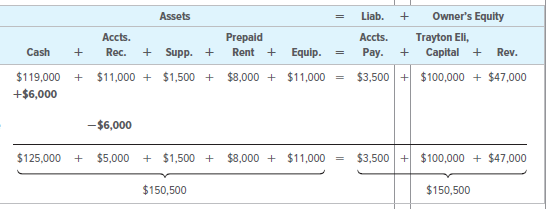 Assets = Liab. + Owner's Equity
Accts. Prepaid Accts. Trayton Eli,
Cash + Rec. + Supp. + Rent + Equip. = Pay. + Capital + Rev.
$119,000 + $11,000 + $1,500 + $8,000 + $11,000 = $3,500 + $100,000 + $47,000
+$6,000
−$6,000
$125,000 + $5,000 + $1,500 + $8,000 + $11,000 = $3,500 + $100,000 + $47,000
$150,500 $150,500